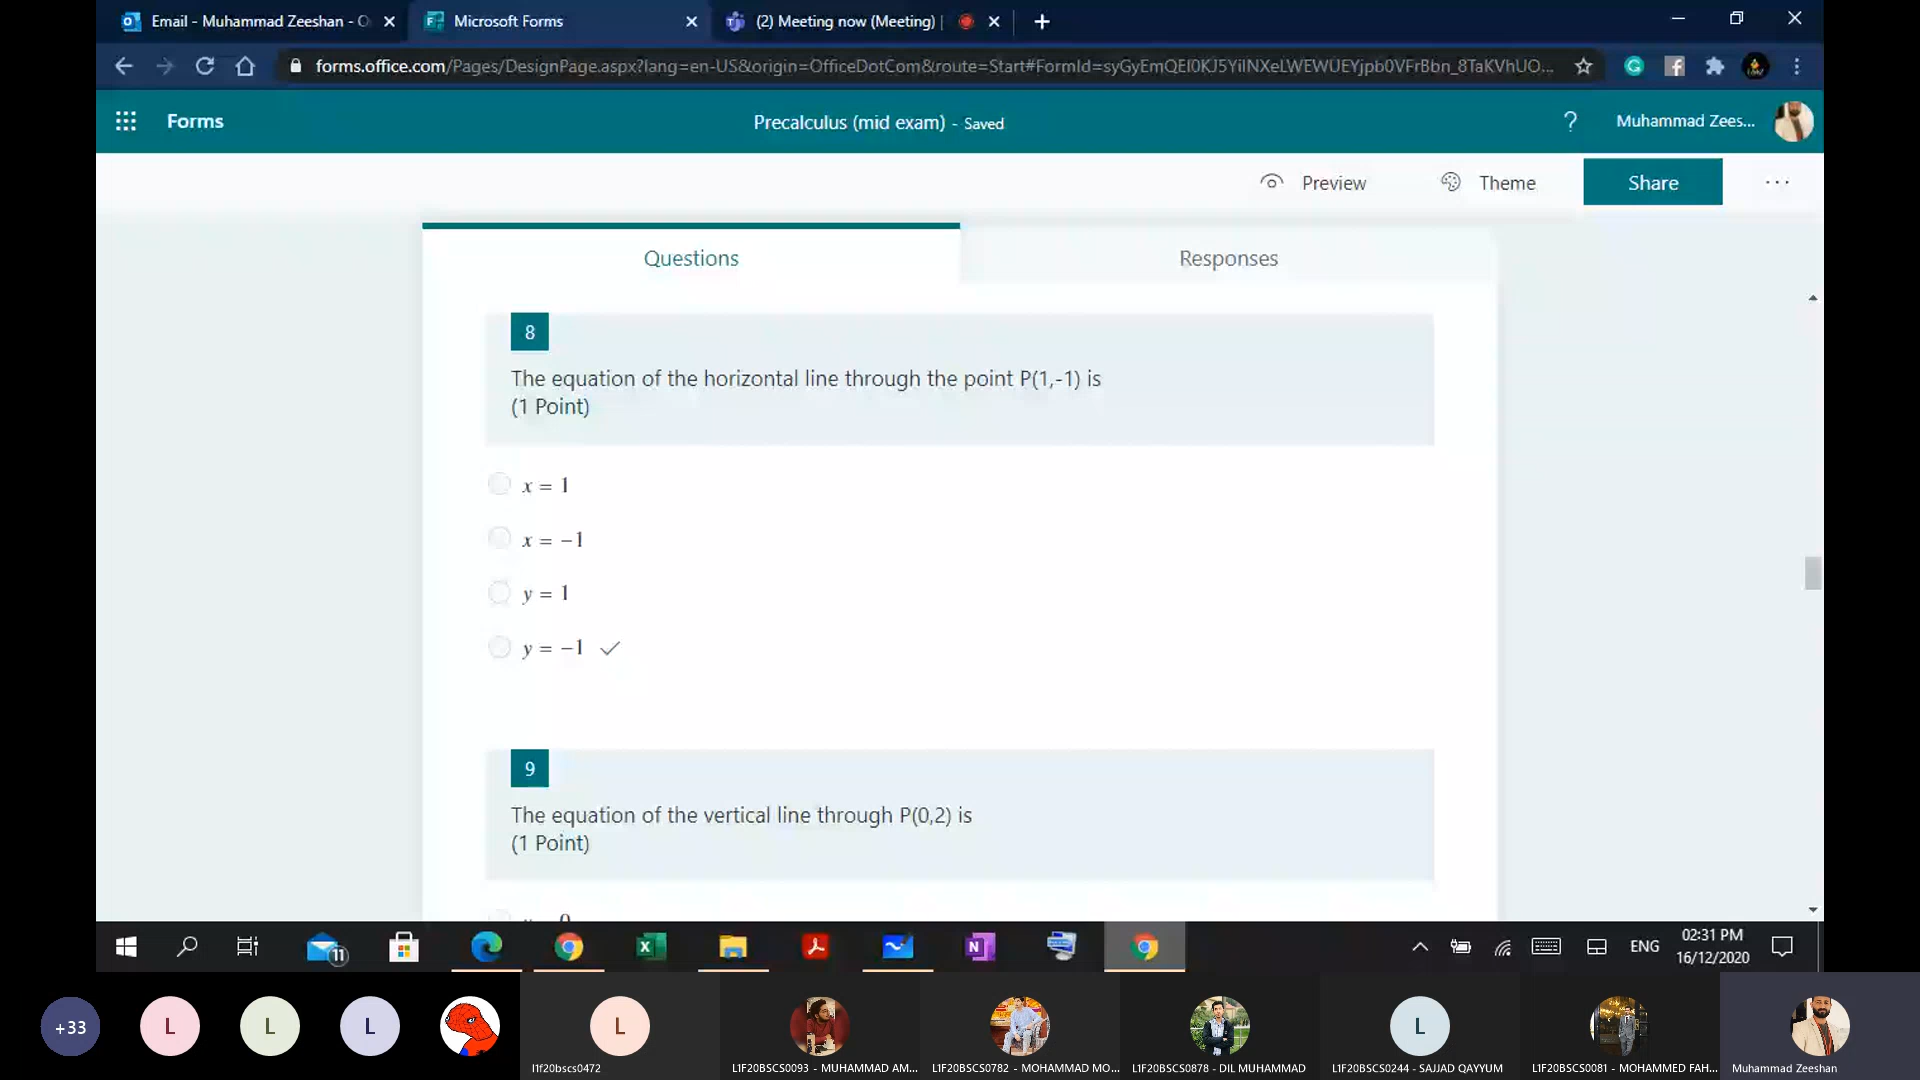 Email - Muhammad Zeeshan - O
Microsoft Forms
(2) Meeting now (Meeting) |
forms.office.com/Pages/DesignPage.aspx?lang=en-US&origin=OfficeDotCom&route=Start#FormId=syGyEmQEI0KJ5YiINXeLWEWUEYjpb0VFrBbn_8TaKVhUO...
Forms
Precalculus (mid exam) - Saved
?
Muhammad Zees...
Preview
Theme
Share
...
Questions
Responses
8
The equation of the horizontal line through the point P(1,-1) is
(1 Point)
x = 1
x = −1
y = 1
y = −1
9
The equation of the vertical line through P(0,2) is
(1 Point)
11
ENG
02:31 PM
16/12/2020
+33
L
L
L
L
l1f20bscs0472
L1F20BSCS0093 - MUHAMMAD AM...
L1F20BSCS0782 - MOHAMMAD MO...
L1F20BSCS0878 - DIL MUHAMMAD
L
L1F20BSCS0244 - SAJJAD QAYYUM
L1F20BSCS0081 - MOHAMMED FAH...
Muhammad Zeeshan